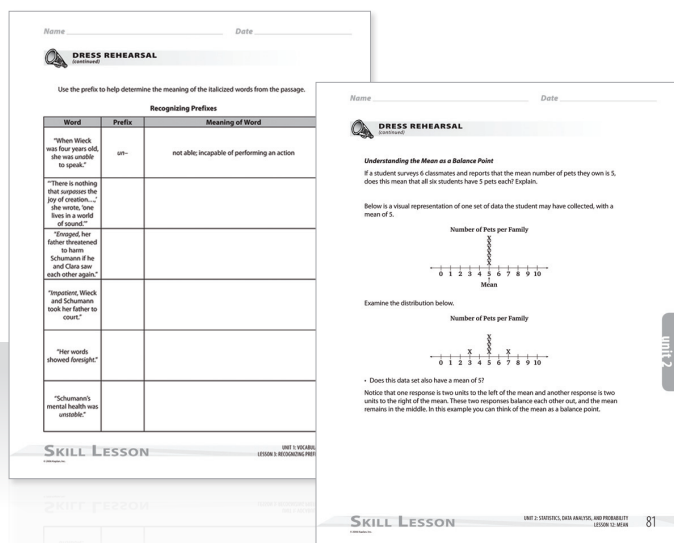 Name
Date
DRESS REHEARSAL
(continued)
Use the prefix to help determine the meaning of the italicized words from the passage.
Recognizing Prefixes
Word
Prefix
Meaning of Word
"When Wieck
was four years old,
she was unable
to speak."
un–
not able; incapable of performing an action
"'There is nothing
that surpasses the
joy of creation...,'
she wrote, 'one
lives in a world
of sound.'"
"Enraged, her
father threatened
to harm
Schumann if he
and Clara saw
each other again."
"Impatient, Wieck
and Schumann
took her father to
court."
"Her words
showed foresight."
"Schumann's
mental health was
unstable."
SKILL LESSON
UNIT 1: VOCABUL
LESSON 3: RECOGNIZING PREF
Name
Date
DRESS REHEARSAL
(continued)
Understanding the Mean as a Balance Point
If a student surveys 6 classmates and reports that the mean number of pets they own is 5,
does this mean that all six students have 5 pets each? Explain.
Below is a visual representation of one set of data the student may have collected, with a
mean of 5.
Number of Pets per Family
X
X
X
X
X
X
0 1 2 3 4 5 6 7 8 9 10
Mean
Examine the distribution below.
Number of Pets per Family
X
X
X
X X X
0 1 2 3 4 5 6 7 8 9 10
• Does this data set also have a mean of 5?
Notice that one response is two units to the left of the mean and another response is two
units to the right of the mean. These two responses balance each other out, and the mean
remains in the middle. In this example you can think of the mean as a balance point.
unit 2
SKILL LESSON
UNIT 2: STATISTICS, DATA ANALYSIS, AND PROBABILITY
LESSON 12: MEAN
81